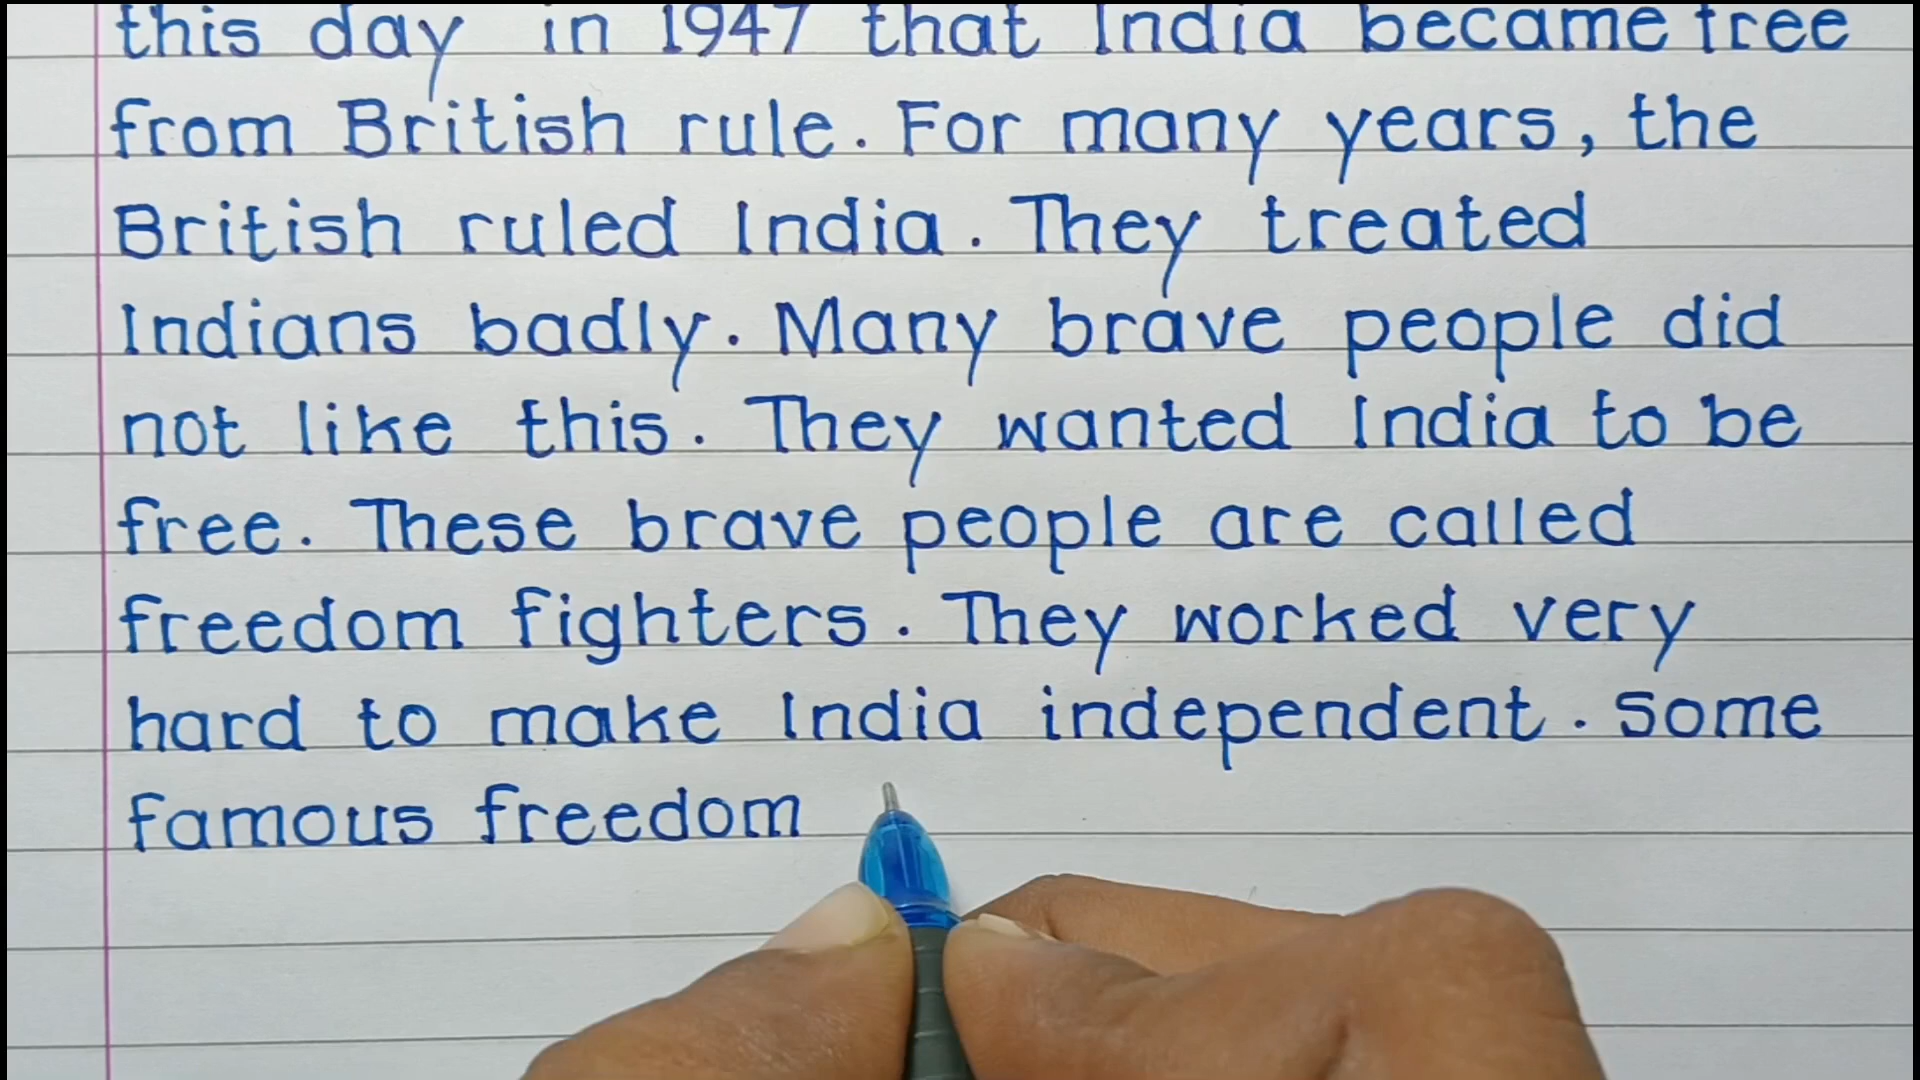 this day in 1947 that India became free
from British rule. For many years, the
British ruled India. They treated
Indians badly. Many brave people did
not like this. They wanted India to be
free. These brave people are called
freedom fighters. They worked very
hard to make India independent. Some
famous freedom